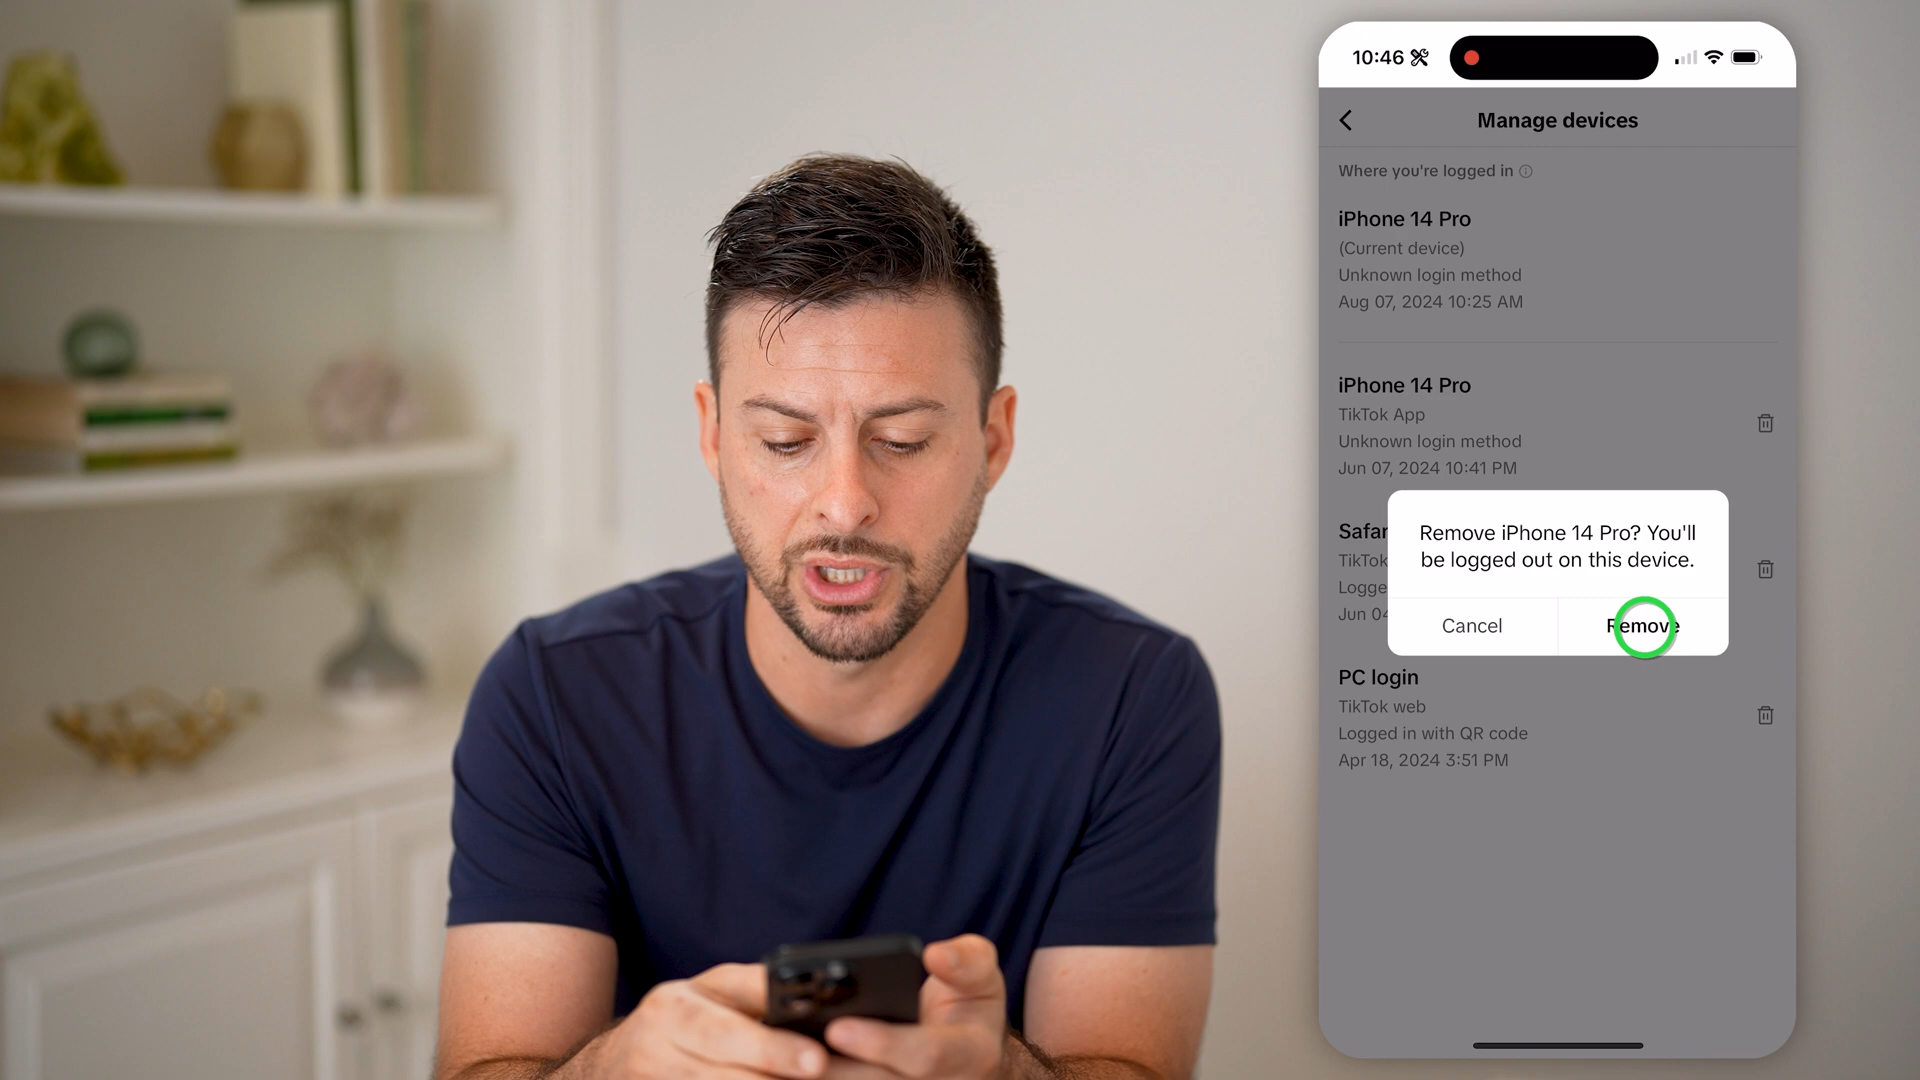 10:46
Manage devices
Where you're logged in
iPhone 14 Pro
(Current device)
Unknown login method
Aug 07, 2024 10:25 AM
iPhone 14 Pro
TikTok App
Unknown login method
Jun 07, 2024 10:41 PM
Safar
TikTok
Logge
Jun 04
Remove iPhone 14 Pro? You'll
be logged out on this device.
Cancel
Remove
PC login
TikTok web
Logged in with QR code
Apr 18, 2024 3:51 PM